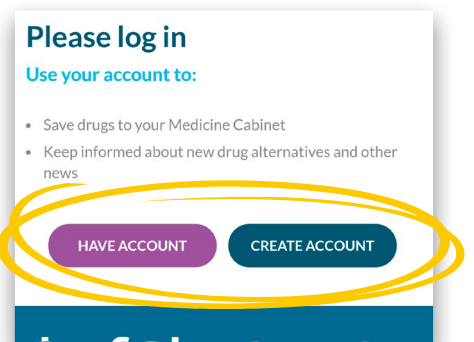 Please log in
Use your account to:
• Save drugs to your Medicine Cabinet
• Keep informed about new drug alternatives and other
news
HAVE ACCOUNT
CREATE ACCOUNT